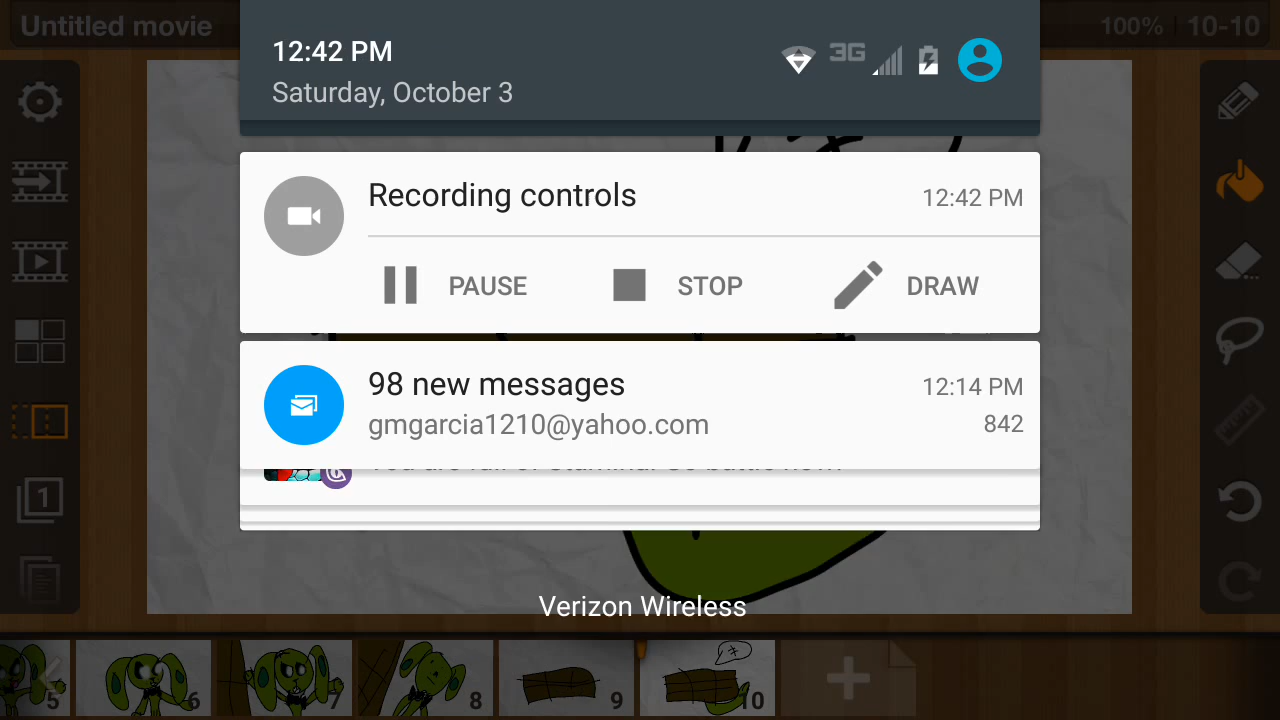 Untitled movie
100% | 10-10
12:42 PM
3G
Saturday, October 3
Recording controls
12:42 PM
PAUSE
STOP
DRAW
98 new messages
12:14 PM
gmgarcia1210@yahoo.com
842
1
Verizon Wireless
5
6
7
8
9
10